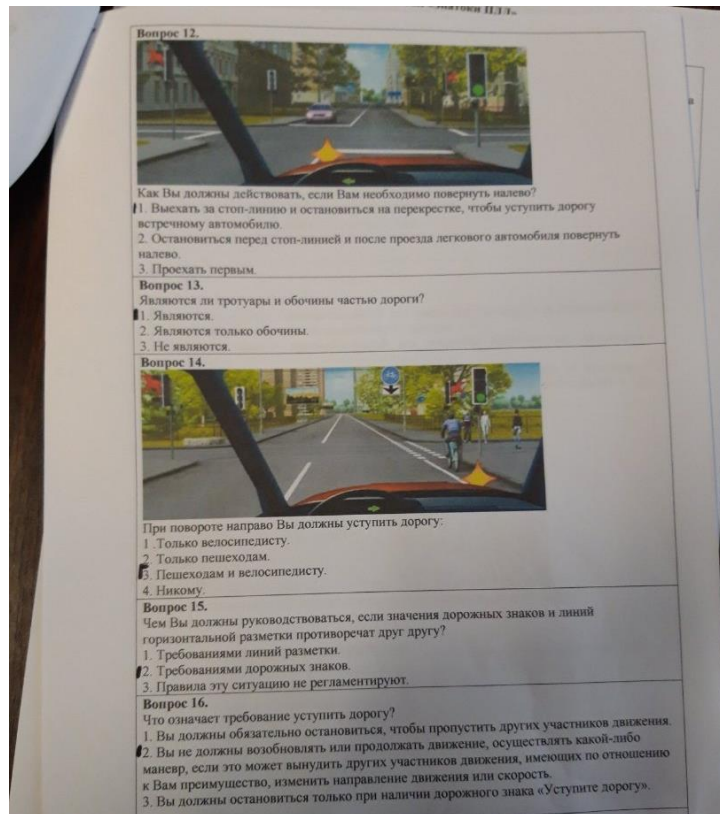 Вопрос 12.
Как Вы должны действовать, если Вам необходимо повернуть налево?
1. Выехать за стоп-линию и остановиться на перекрестке, чтобы уступить дорогу
встречному автомобилю.
2. Остановиться перед стоп-линией и после проезда легкового автомобиля повернуть
налево.
3. Проехать первым.
Вопрос 13.
Являются ли тротуары и обочины частью дороги?
1. Являются.
2. Являются только обочины.
3. Не являются.
Вопрос 14.
При повороте направо Вы должны уступить дорогу:
1 .Только велосипедисту.
2. Только пешеходам.
3. Пешеходам и велосипедисту.
4. Никому.
Вопрос 15.
Чем Вы должны руководствоваться, если значения дорожных знаков и линий
горизонтальной разметки противоречат друг другу?
1. Требованиями линий разметки.
2. Требованиями дорожных знаков.
3. Правила эту ситуацию не регламентируют.
Вопрос 16.
Что означает требование уступить дорогу?
1. Вы должны обязательно остановиться, чтобы пропустить других участников движения.
2. Вы не должны возобновлять или продолжать движение, осуществлять какой-либо
маневр, если это может вынудить других участников движения, имеющих по отношению
к Вам преимущество, изменить направление движения или скорость.
3. Вы должны остановиться только при наличии дорожного знака «Уступите дорогу».